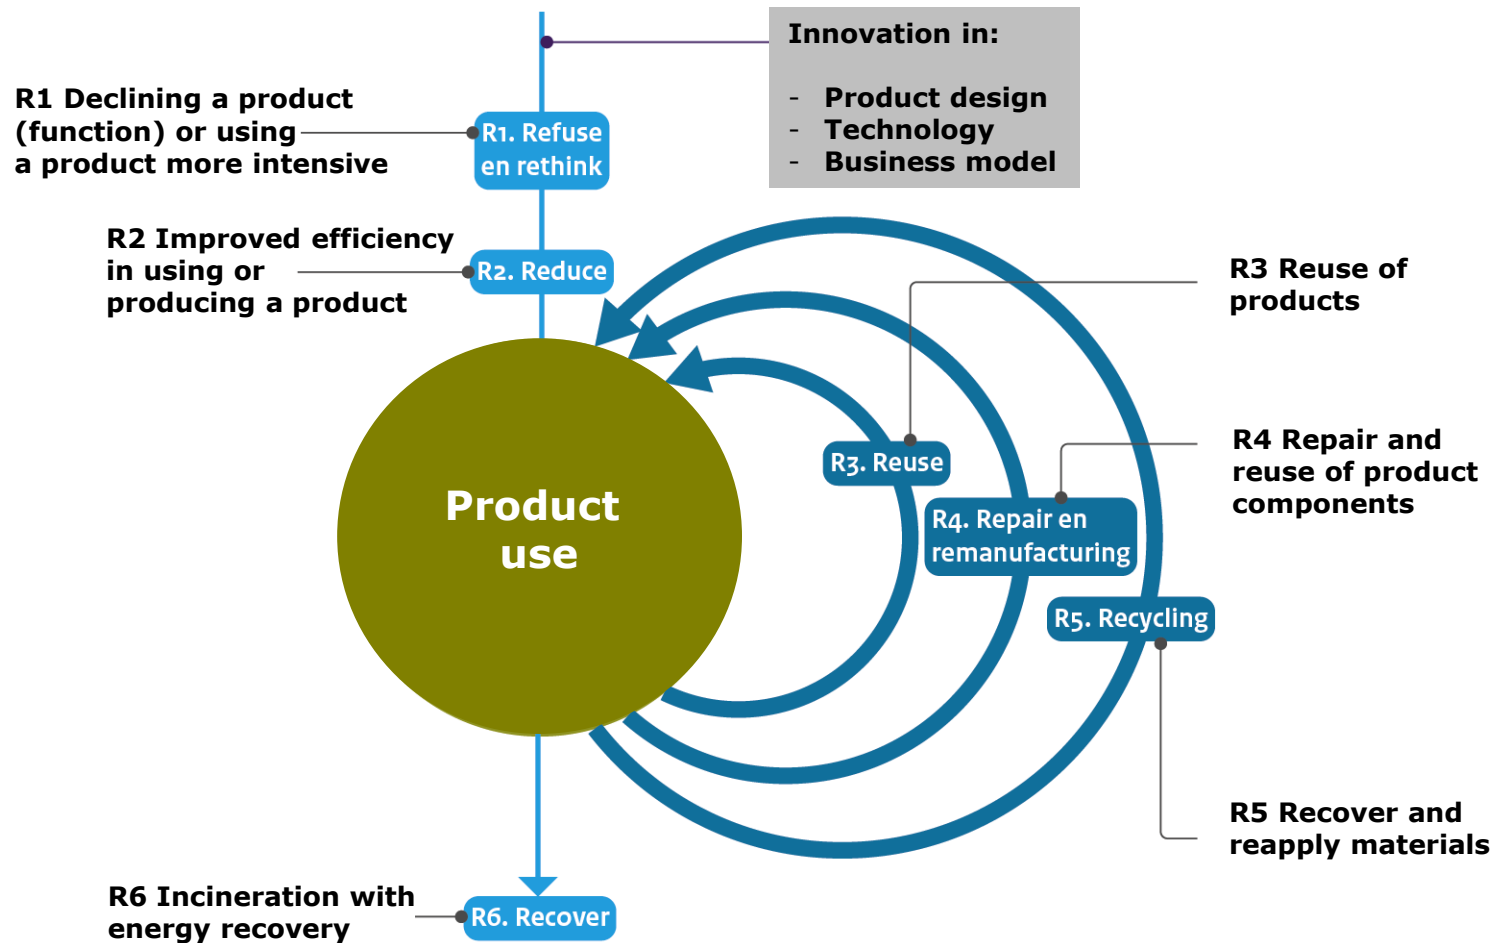 Innovation in:
- Product design
- Technology
- Business model
R1 Declining a product
(function) or using
a product more intensive
R1. Refuse
en rethink
R2 Improved efficiency
in using or
producing a product
R2. Reduce
R3 Reuse of
products
R3. Reuse
R4 Repair and
reuse of product
components
R4. Repair en
remanufacturing
Product
use
R5. Recycling
R5 Recover and
reapply materials
R6 Incineration with
energy recovery
R6. Recover